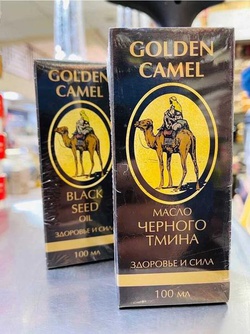 GOLDEN
CAMEL
BLACK
SEED
OIL
ЗДОРОВЬЕ И СИЛА
100 МЛ
GOLDEN
CAMEL
МАСЛО
ЧЕРНОГО
ТМИНА
ЗДОРОВЬЕ И СИЛА
100 МЛ